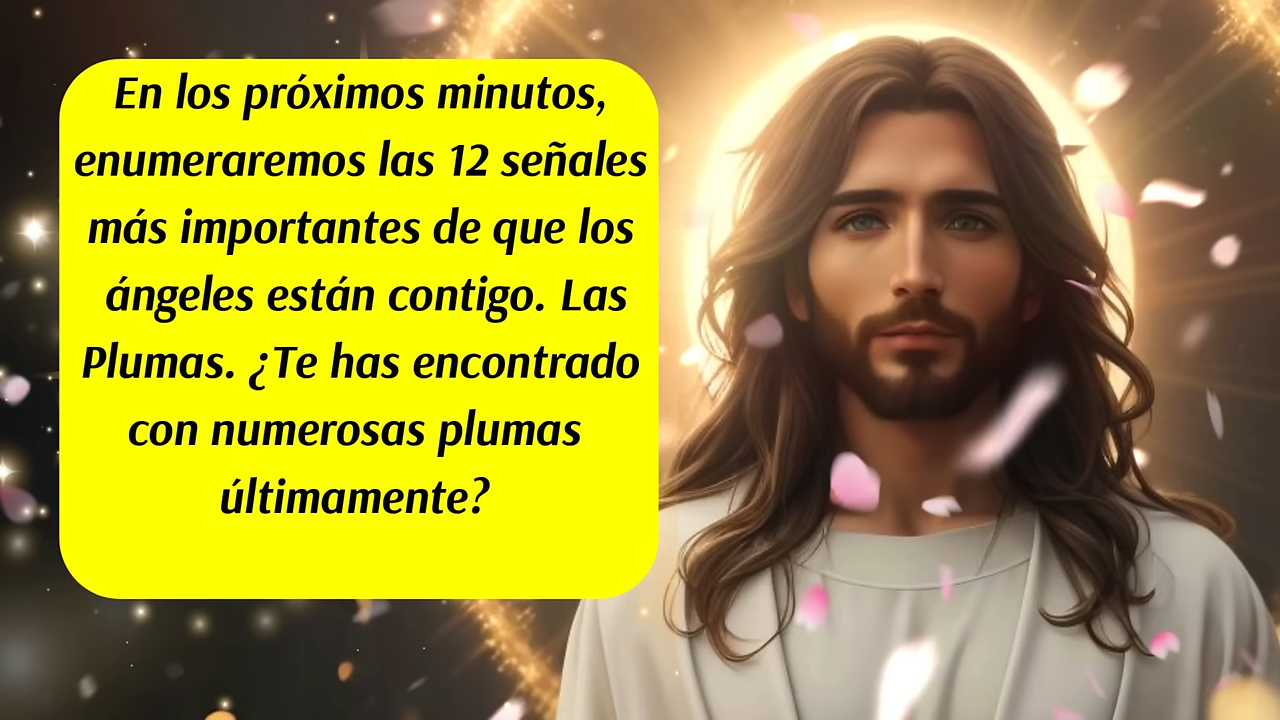 En los próximos minutos,
enumeraremos las 12 señales
más importantes de que los
ángeles están contigo. Las
Plumas. ¿Te has encontrado
con numerosas plumas
últimamente?